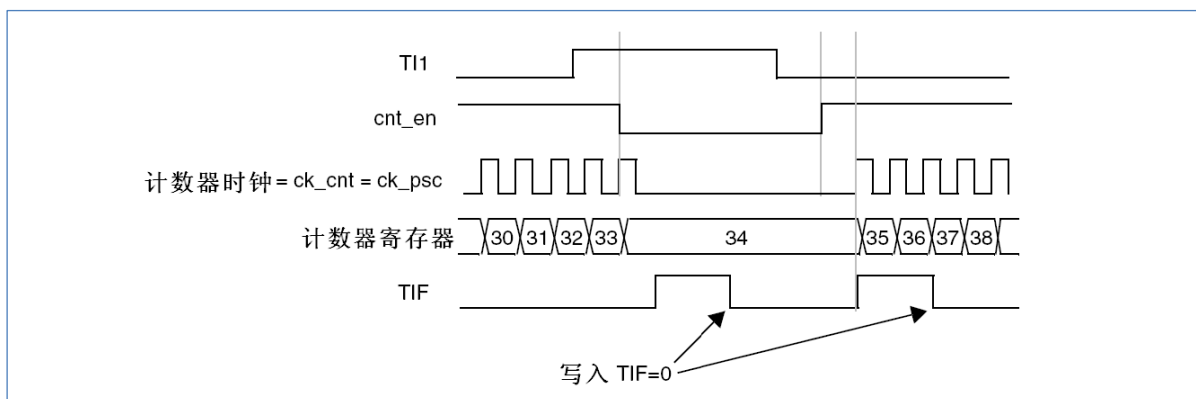 TI1
cnt_en
计数器时钟 = ck_cnt = ck_psc
计数器寄存器 30 31 32 33 34 35 36 37 38
TIF
写入 TIF=0